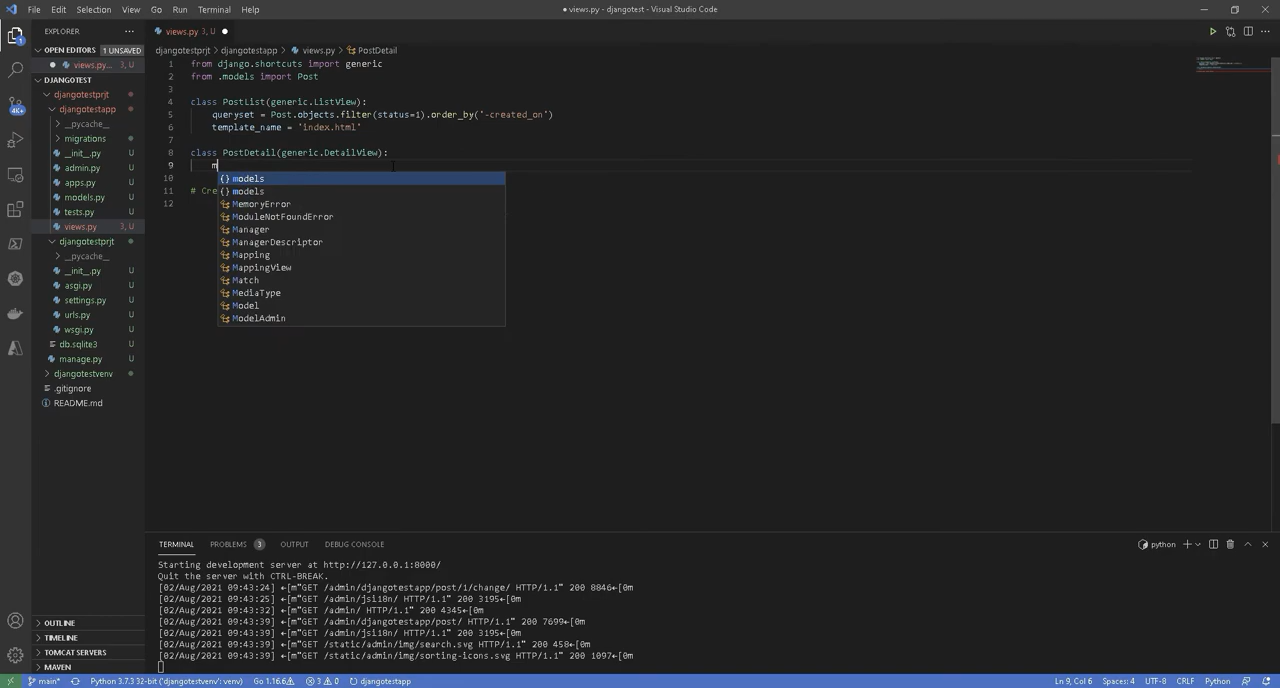 File Edit Selection View Go Run Terminal Help
● views.py - djangotest - Visual Studio Code
EXPLORER
OPEN EDITORS 1 UNSAVED
views.py... 3, U
DJANGOTEST
djangotestprjt
djangotestapp
__pycache__
migrations
__init__.py U
admin.py U
apps.py U
models.py U
tests.py U
views.py 3, U
djangotestprjt
__pycache__
__init__.py U
asgi.py U
settings.py U
urls.py U
wsgi.py U
db.sqlite3 U
manage.py U
djangotestvenv
.gitignore
README.md
OUTLINE
TIMELINE
TOMCAT SERVERS
MAVEN
1
4K+
views.py 3, U
djangotestprjt > djangotestapp > views.py > PostDetail
1 from django.shortcuts import generic
2 from .models import Post
3
4 class PostList(generic.ListView):
5 queryset = Post.objects.filter(status=1).order_by('-created_on')
6 template_name = 'index.html'
7
8 class PostDetail(generic.DetailView):
9 m
10
11 # Cre
12
{} models
{} models
MemoryError
ModuleNotFoundError
Manager
ManagerDescriptor
Mapping
MappingView
Match
MediaType
Model
ModelAdmin
TERMINAL PROBLEMS 3 OUTPUT DEBUG CONSOLE
python
Starting development server at http://127.0.0.1:8000/
Quit the server with CTRL-BREAK.
[02/Aug/2021 09:43:24] ←[m"GET /admin/djangotestapp/post/1/change/ HTTP/1.1" 200 8846←[0m
[02/Aug/2021 09:43:25] ←[m"GET /admin/jsi18n/ HTTP/1.1" 200 3195←[0m
[02/Aug/2021 09:43:32] ←[m"GET /admin/ HTTP/1.1" 200 4345←[0m
[02/Aug/2021 09:43:39] ←[m"GET /admin/djangotestapp/post/ HTTP/1.1" 200 7699←[0m
[02/Aug/2021 09:43:39] ←[m"GET /admin/jsi18n/ HTTP/1.1" 200 3195←[0m
[02/Aug/2021 09:43:39] ←[m"GET /static/admin/img/search.svg HTTP/1.1" 200 458←[0m
[02/Aug/2021 09:43:39] ←[m"GET /static/admin/img/sorting-icons.svg HTTP/1.1" 200 1097←[0m
main* Python 3.7.3 32-bit ('djangotestvenv': venv) Go 1.16.6 3 0 djangotestapp Ln 9, Col 6 Spaces: 4 UTF-8 CRLF Python